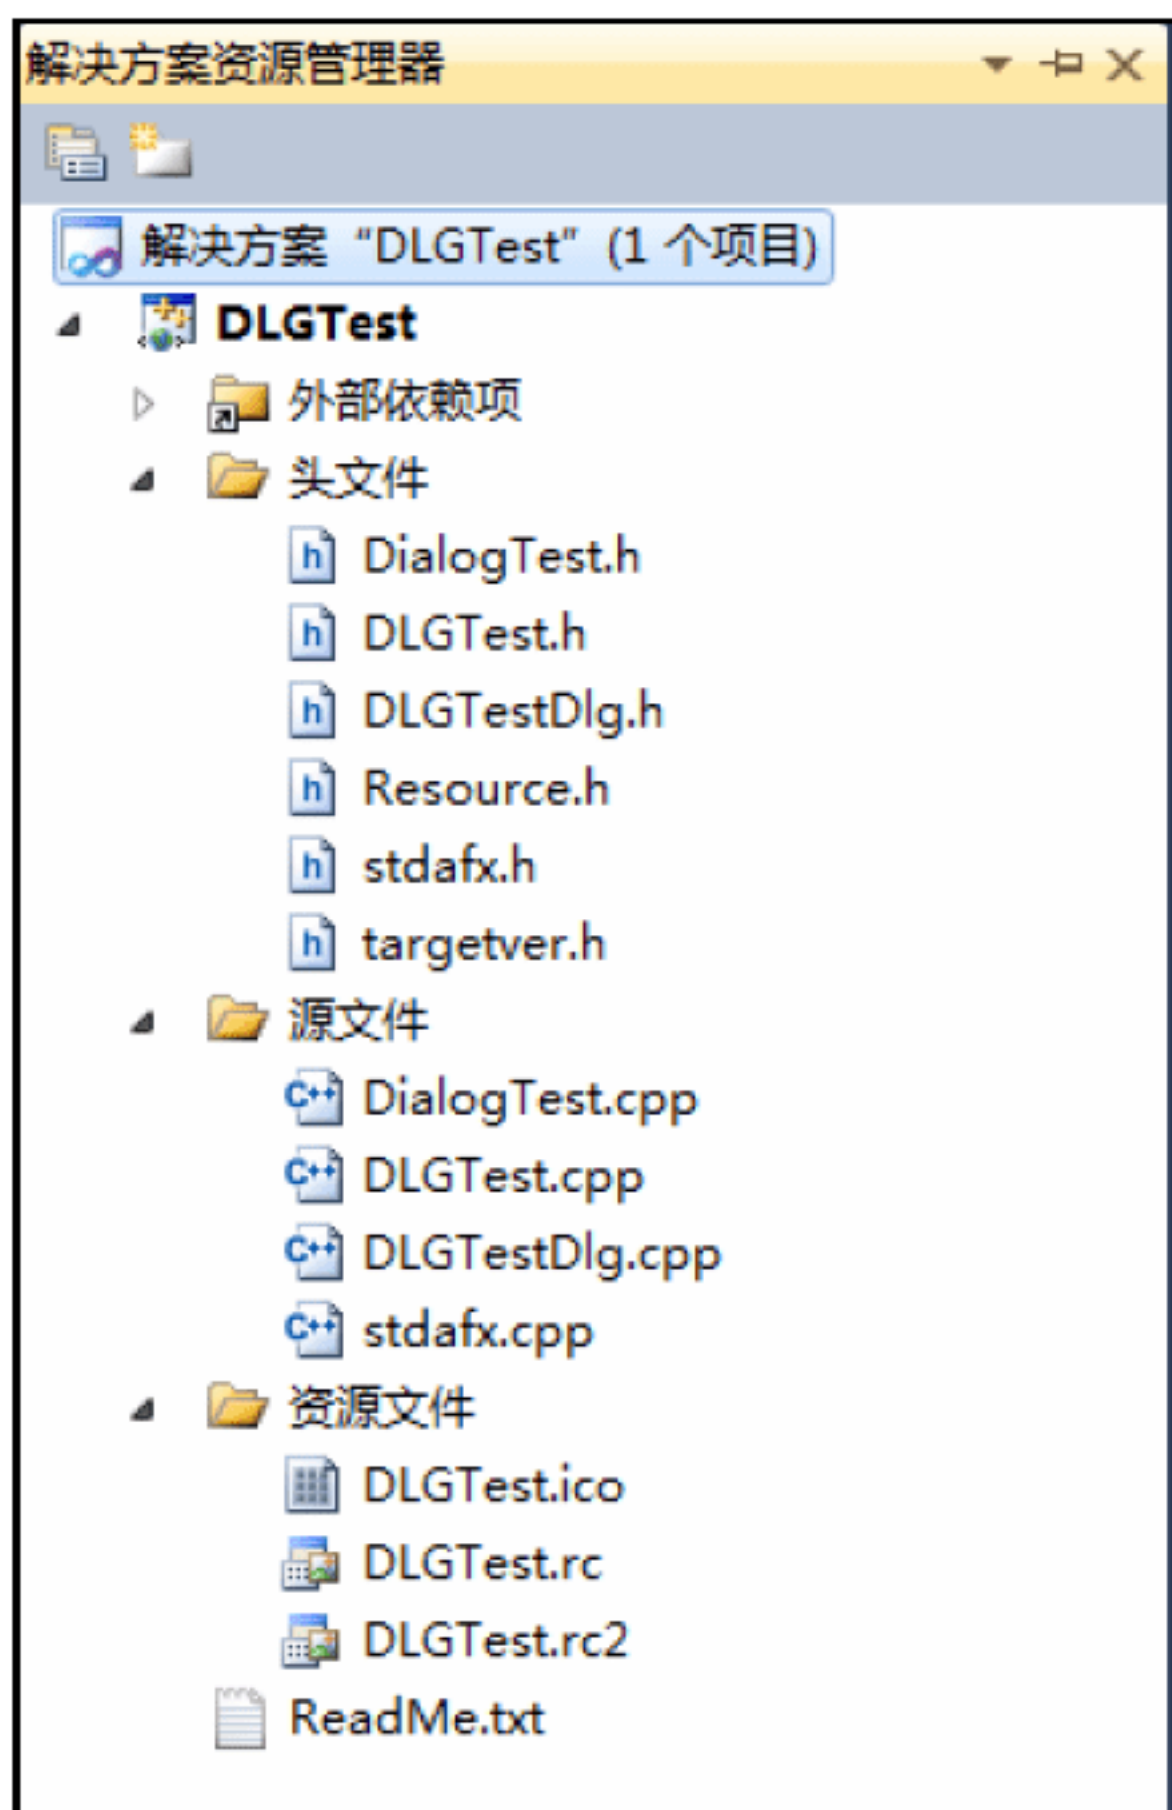 解决方案资源管理器
解决方案 “DLGTest” (1 个项目)
DLGTest
外部依赖项
头文件
DialogTest.h
DLGTest.h
DLGTestDlg.h
Resource.h
stdafx.h
targetver.h
源文件
DialogTest.cpp
DLGTest.cpp
DLGTestDlg.cpp
stdafx.cpp
资源文件
DLGTest.ico
DLGTest.rc
DLGTest.rc2
ReadMe.txt